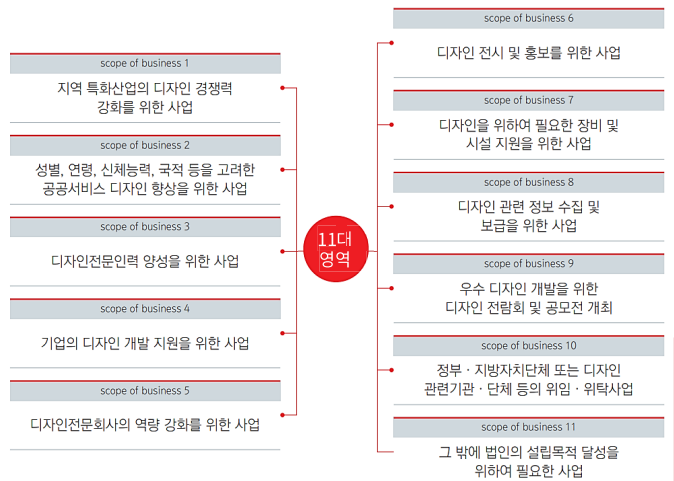 scope of business 1
지역 특화산업의 디자인 경쟁력
강화를 위한 사업
scope of business 2
성별, 연령, 신체능력, 국적 등을 고려한
공공서비스 디자인 향상을 위한 사업
scope of business 3
디자인전문인력 양성을 위한 사업
scope of business 4
기업의 디자인 개발 지원을 위한 사업
scope of business 5
디자인전문회사의 역량 강화를 위한 사업
11대
영역
scope of business 6
디자인 전시 및 홍보를 위한 사업
scope of business 7
디자인을 위하여 필요한 장비 및
시설 지원을 위한 사업
scope of business 8
디자인 관련 정보 수집 및
보급을 위한 사업
scope of business 9
우수 디자인 개발을 위한
디자인 전람회 및 공모전 개최
scope of business 10
정부 · 지방자치단체 또는 디자인
관련기관 · 단체 등의 위임 · 위탁사업
scope of business 11
그 밖에 법인의 설립목적 달성을
위하여 필요한 사업